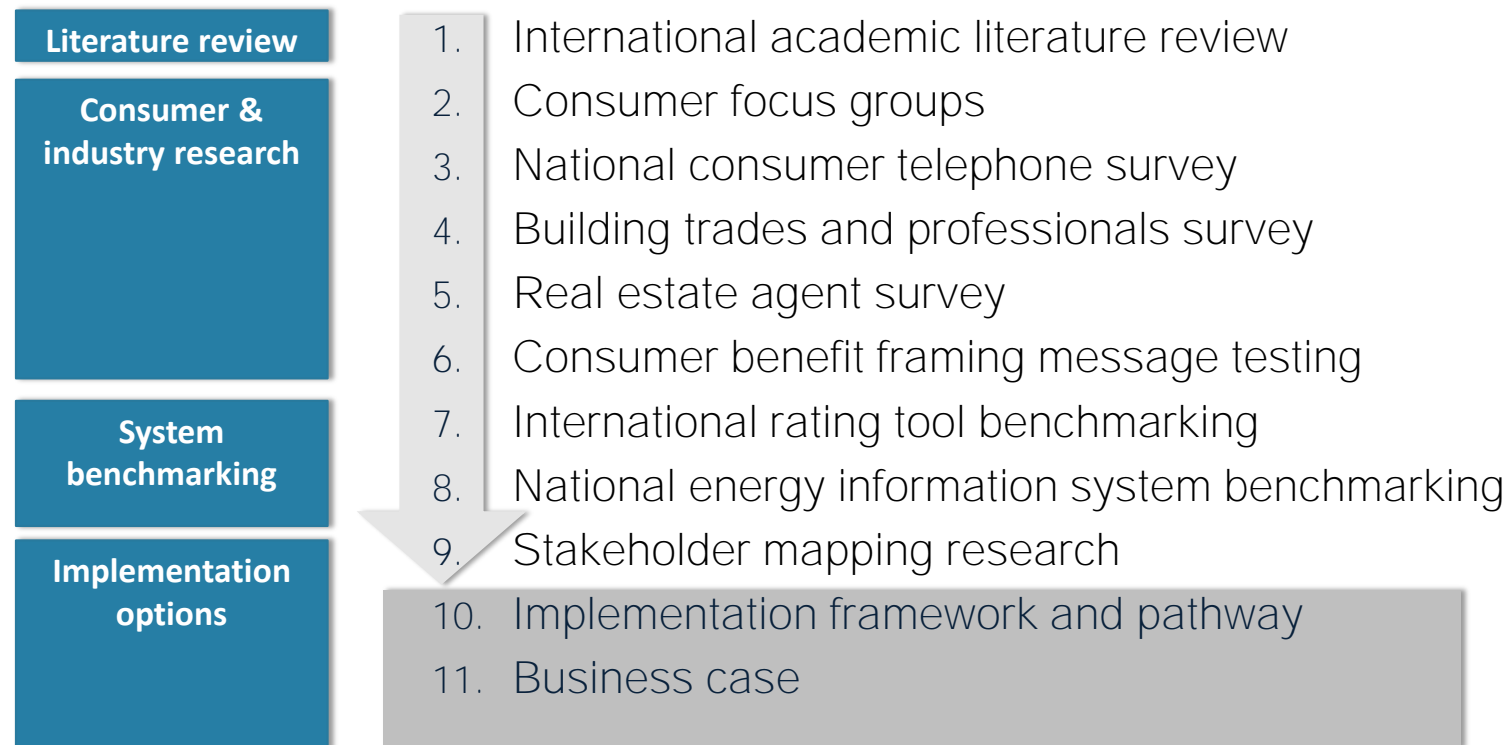 Literature review
Consumer &
industry research
System
benchmarking
Implementation
options
1. International academic literature review
2. Consumer focus groups
3. National consumer telephone survey
4. Building trades and professionals survey
5. Real estate agent survey
6. Consumer benefit framing message testing
7. International rating tool benchmarking
8. National energy information system benchmarking
9. Stakeholder mapping research
10. Implementation framework and pathway
11. Business case